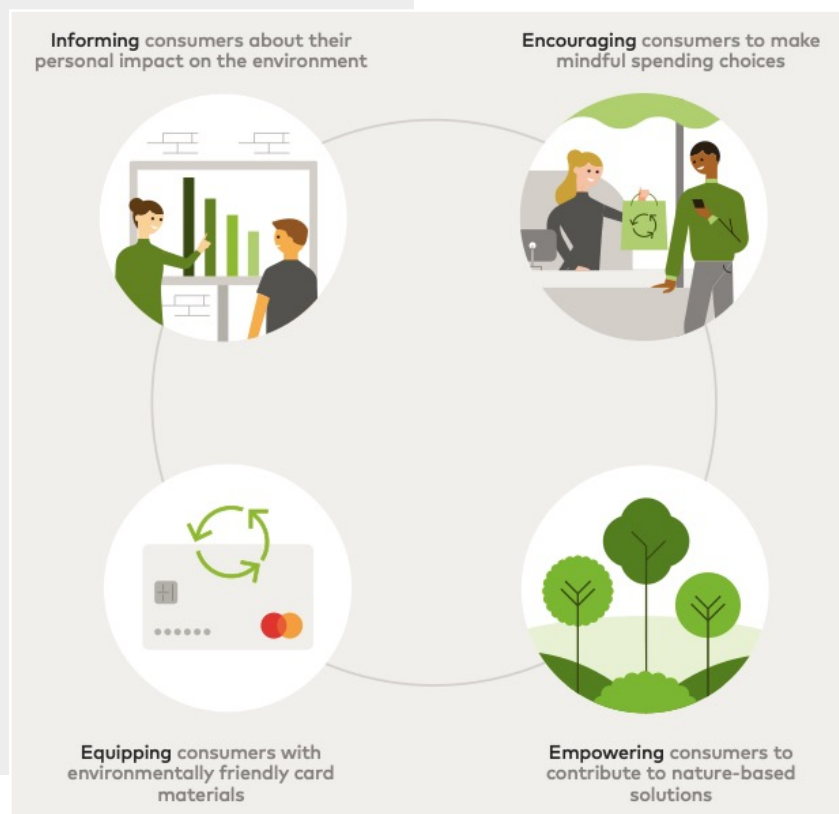 Informing consumers about their
personal impact on the environment
Encouraging consumers to make
mindful spending choices
Equipping consumers with
environmentally friendly card
materials
Empowering consumers to
contribute to nature-based
solutions